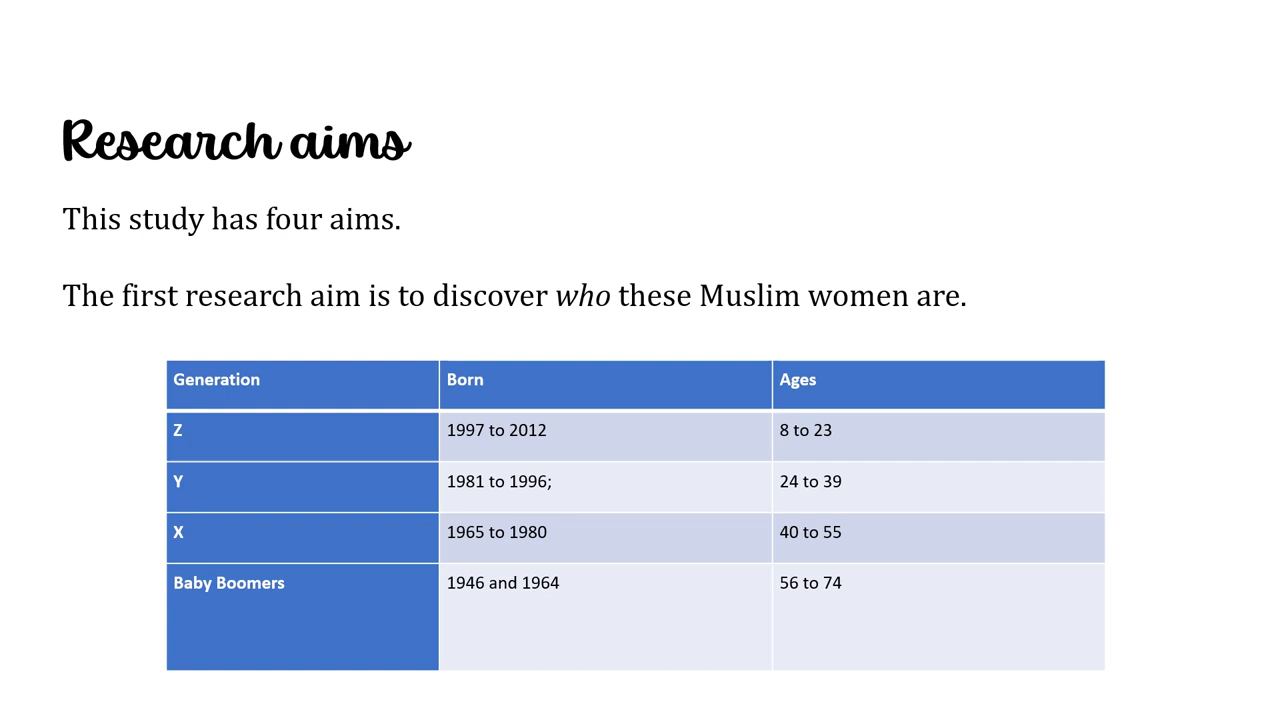 Research aims
This study has four aims.
The first research aim is to discover who these Muslim women are.
Generation Born Ages
Z 1997 to 2012 8 to 23
Y 1981 to 1996; 24 to 39
X 1965 to 1980 40 to 55
Baby Boomers 1946 and 1964 56 to 74